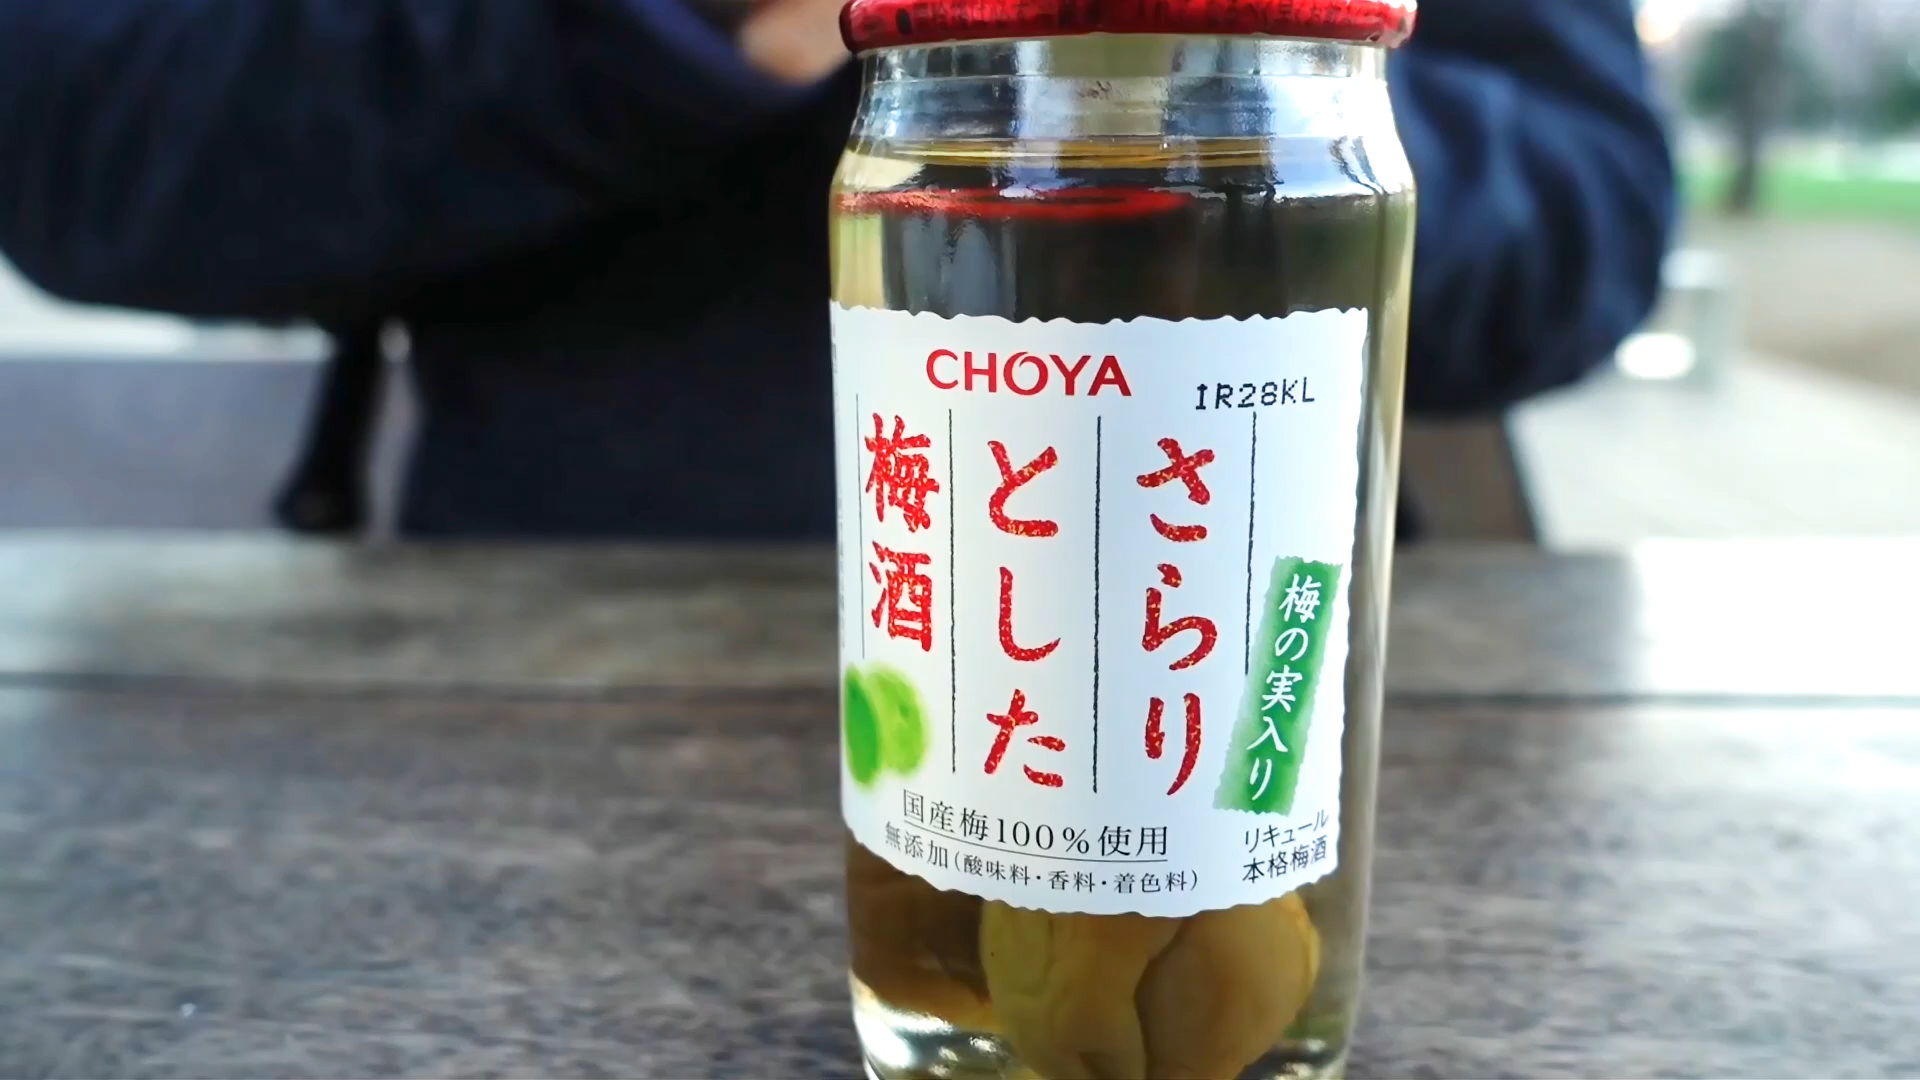 CHOYA
1R28KL
さらり
とした
梅酒
梅の実入り
国産梅100%使用
無添加(酸味料・香料・着色料)
リキュール
本格梅酒